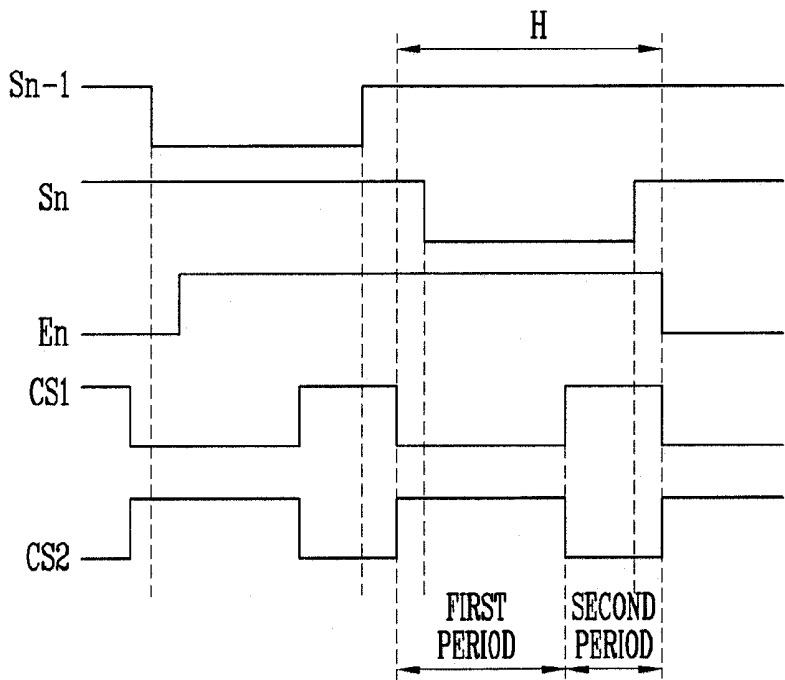 H
Sn-1
Sn
En
CS1
CS2
FIRST
PERIOD
SECOND
PERIOD